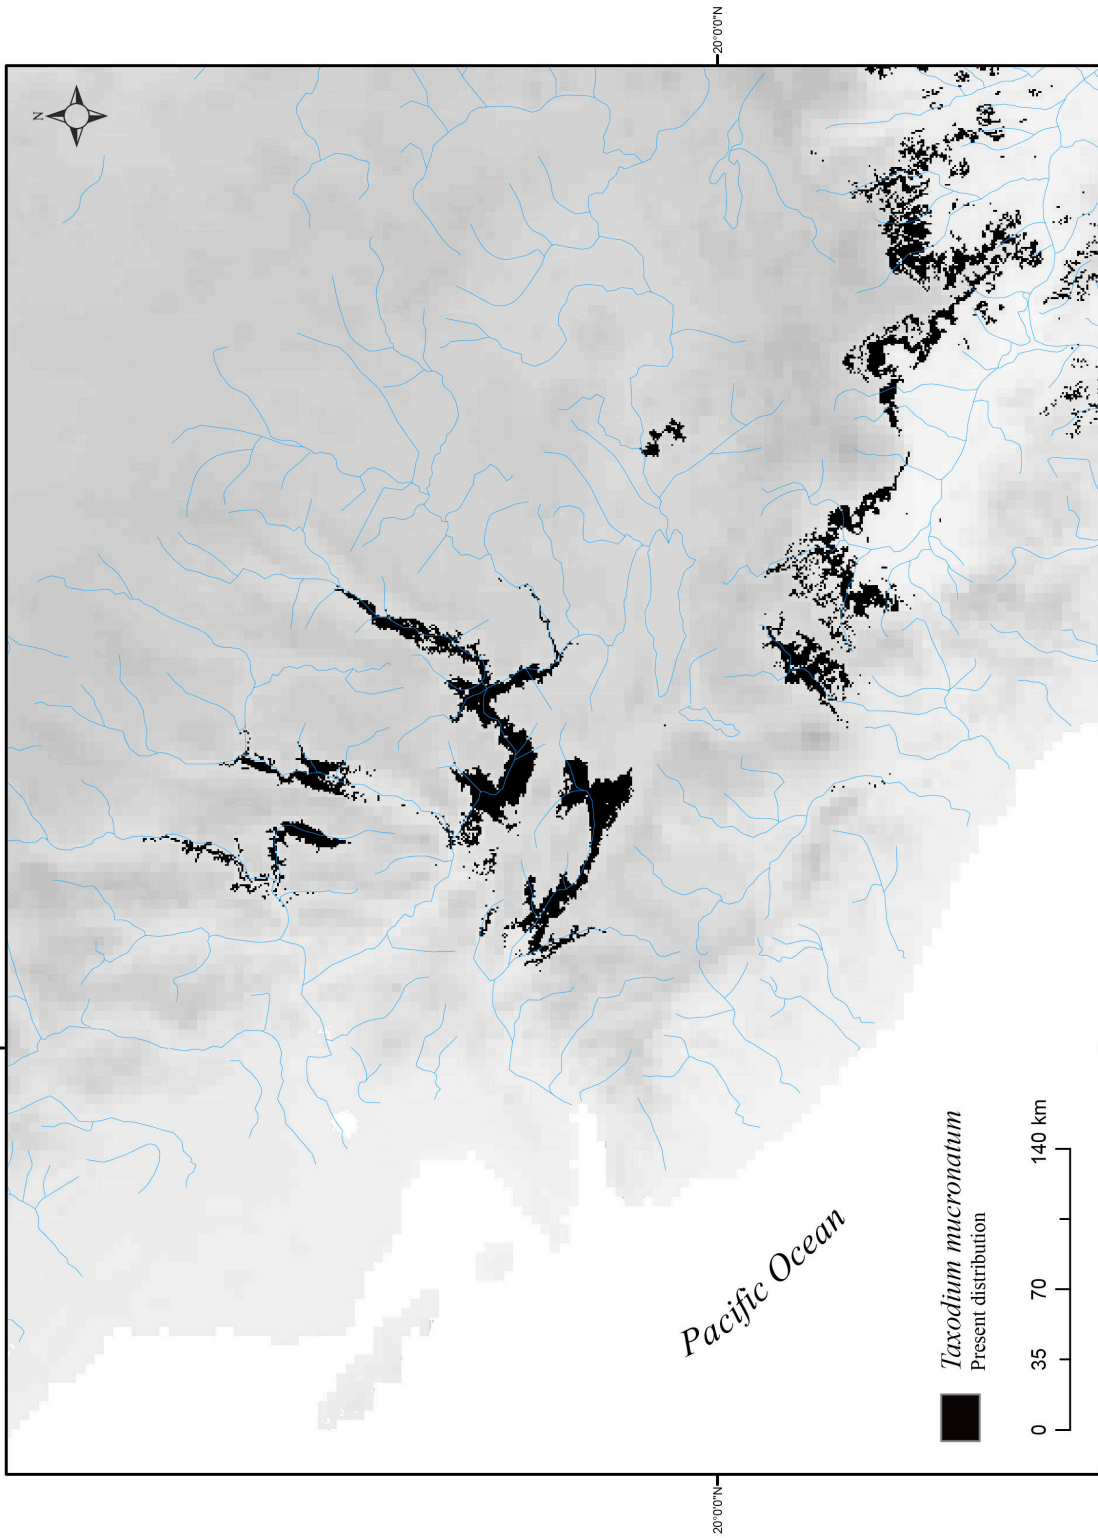 N
20°0'0"N
20°0'0"N
Pacific Ocean
Taxodium mucronatum
Present distribution
0 35 70 140 km